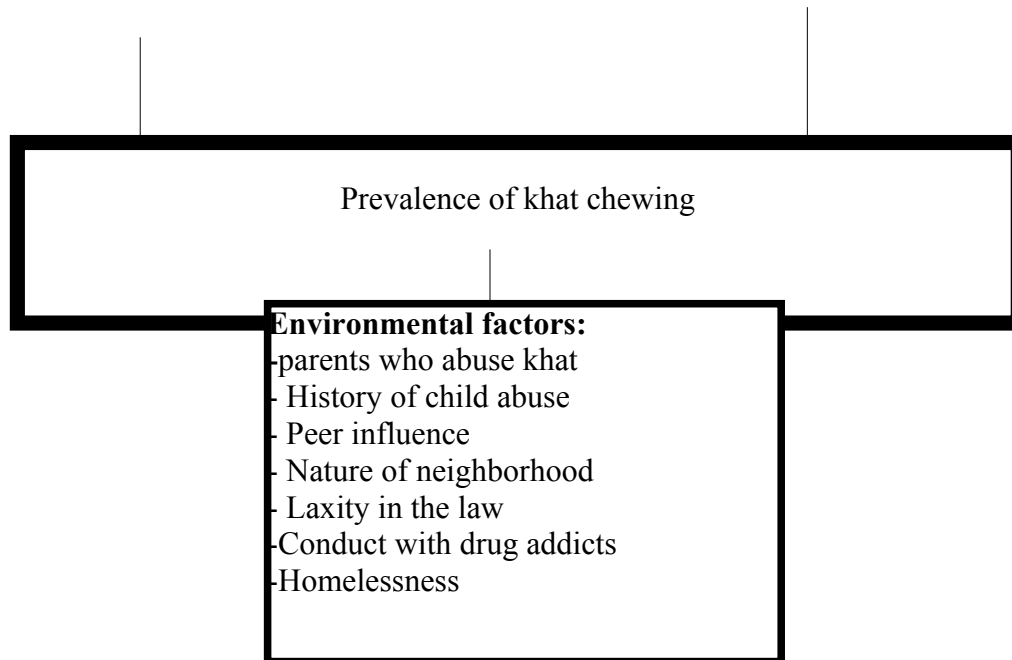 Prevalence of khat chewing
Environmental factors:
-parents who abuse khat
- History of child abuse
- Peer influence
- Nature of neighborhood
- Laxity in the law
-Conduct with drug addicts
-Homelessness